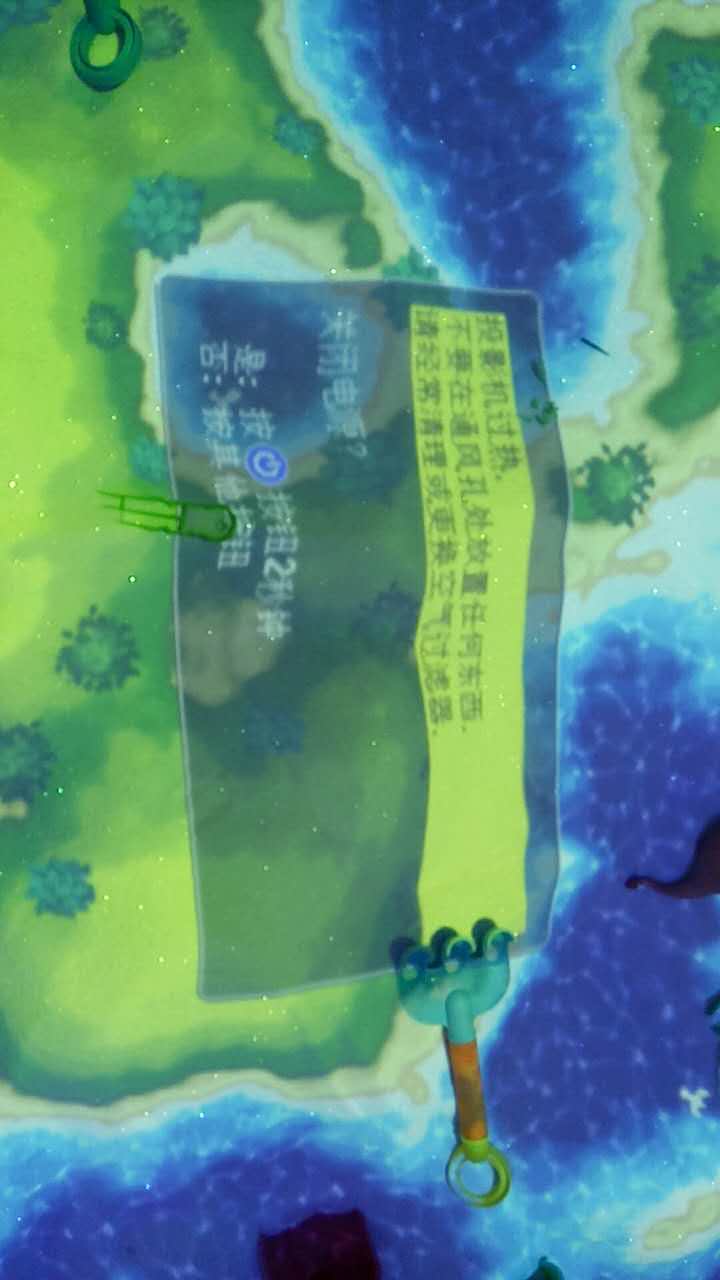 投影机过热.
不要在通风孔处放置任何东西.
请经常清理或更换空气过滤器.
关闭电源?
是: 按 按钮2秒钟
否: 按其他按钮